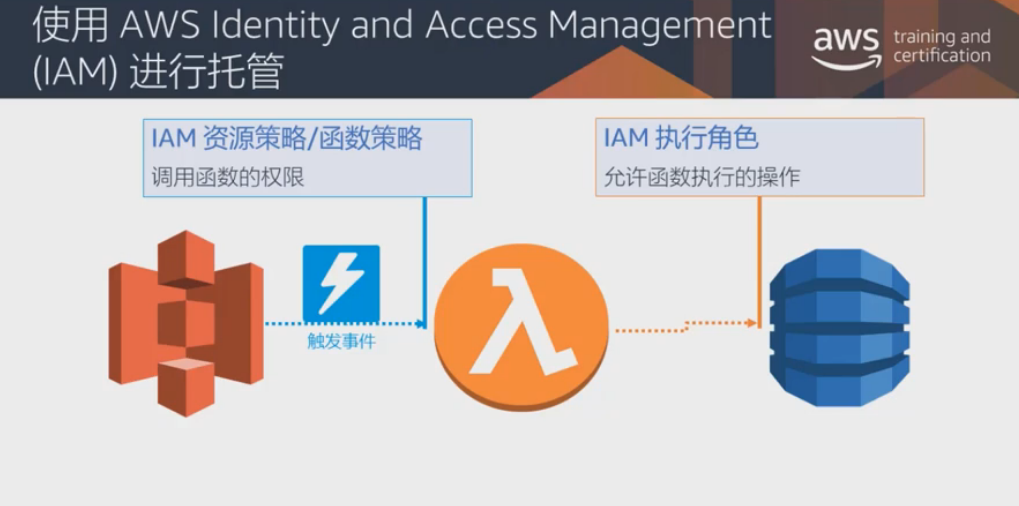 使用 AWS Identity and Access Management
(IAM) 进行托管
aws training and
certification
IAM 资源策略/函数策略
调用函数的权限
IAM 执行角色
允许函数执行的操作
触发事件